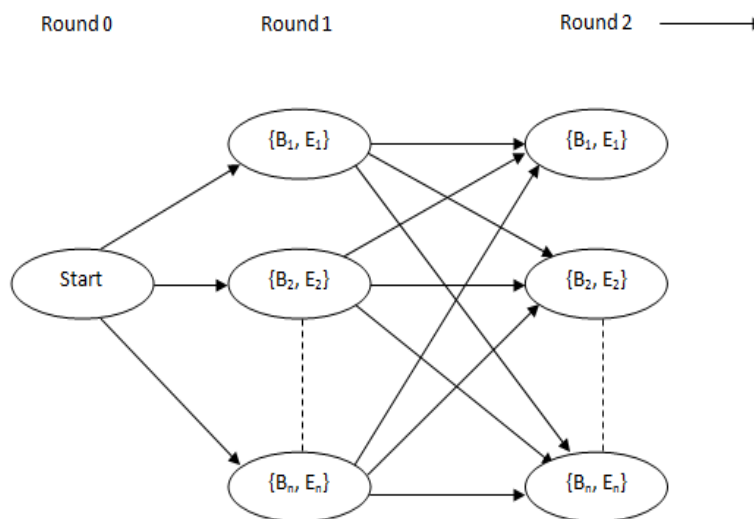 Round 0 Round 1 Round 2
{B₁, E₁} {B₁, E₁}
Start {B₂, E₂} {B₂, E₂}
{Bₙ, Eₙ} {Bₙ, Eₙ}